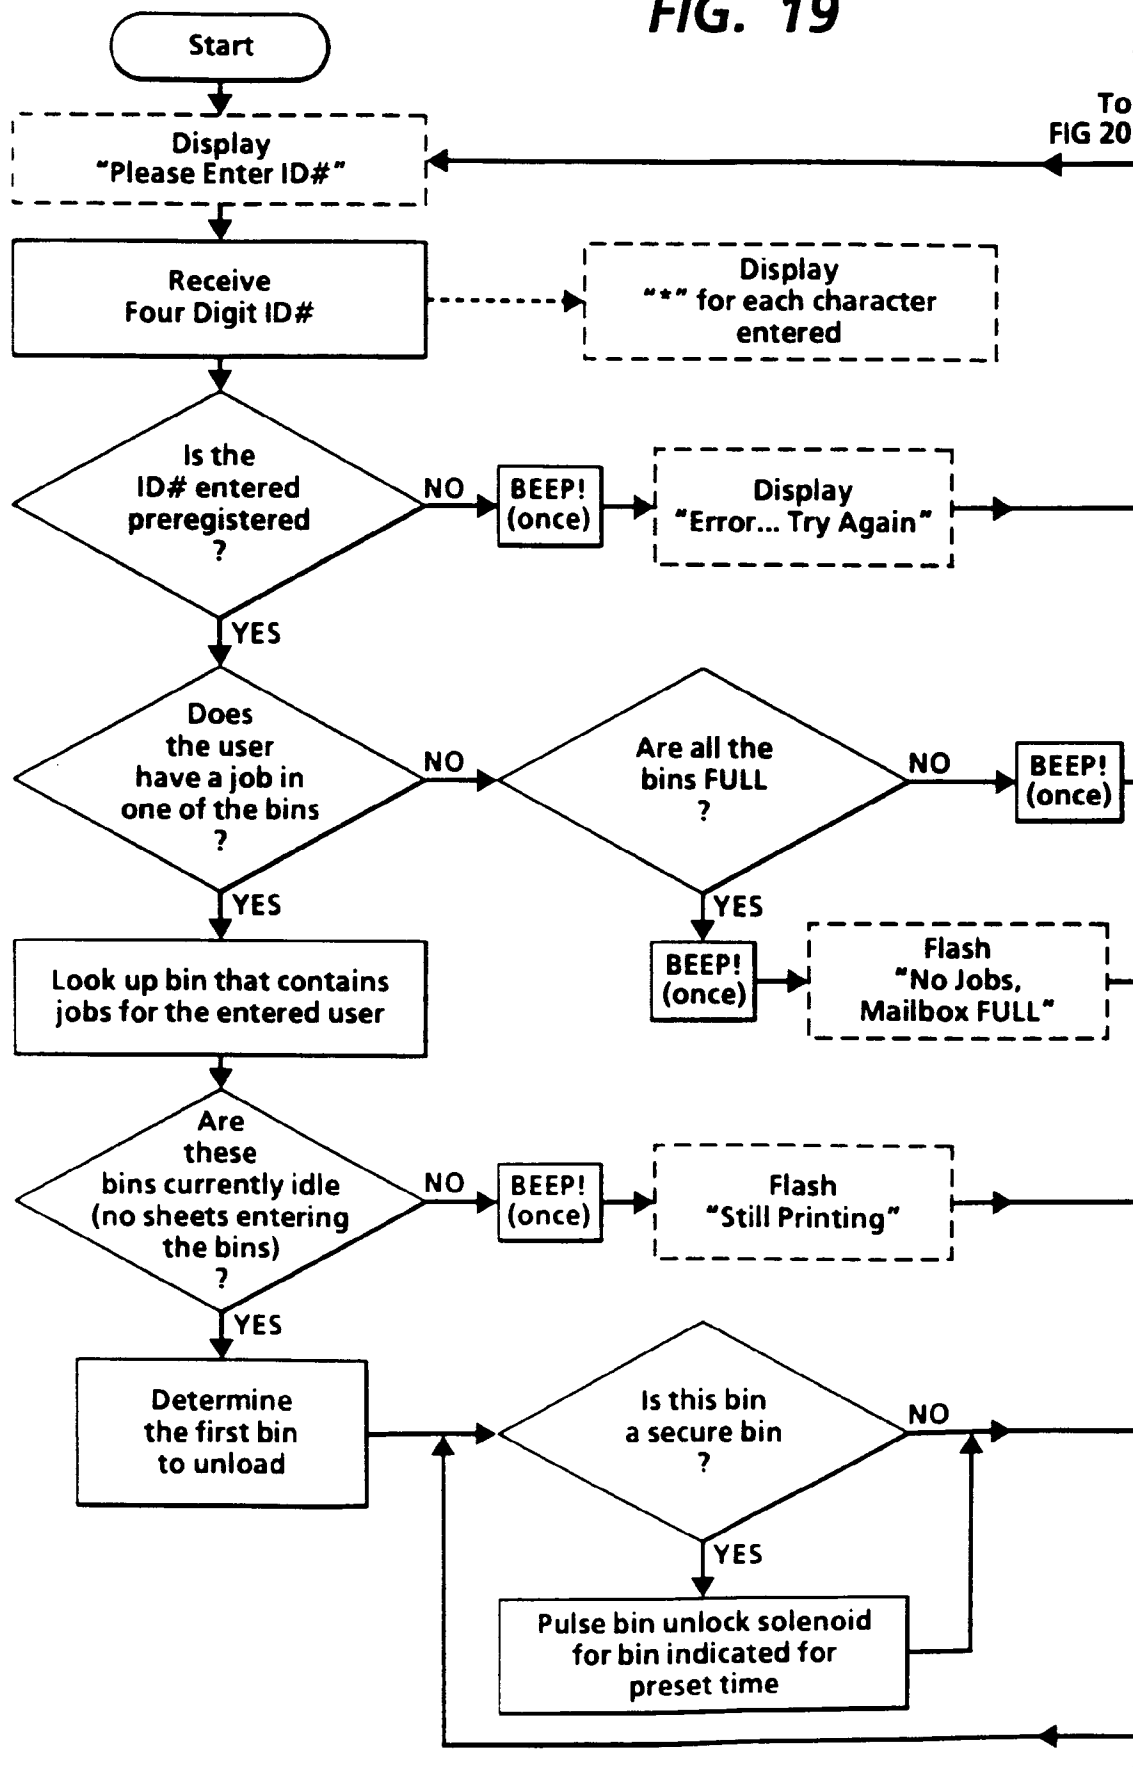 FIG. 19
Start
To
FIG 20
Display
"Please Enter ID#"
Receive
Four Digit ID#
Display
"*" for each character
entered
Is the
ID# entered
preregistered
?
NO
BEEP!
(once)
Display
"Error... Try Again"
YES
Does
the user
have a job in
one of the bins
?
NO
Are all the
bins FULL
?
NO
BEEP!
(once)
YES
YES
BEEP!
(once)
Flash
"No Jobs,
Mailbox FULL"
Look up bin that contains
jobs for the entered user
Are
these
bins currently idle
(no sheets entering
the bins)
?
NO
BEEP!
(once)
Flash
"Still Printing"
YES
Determine
the first bin
to unload
Is this bin
a secure bin
?
NO
YES
Pulse bin unlock solenoid
for bin indicated for
preset time